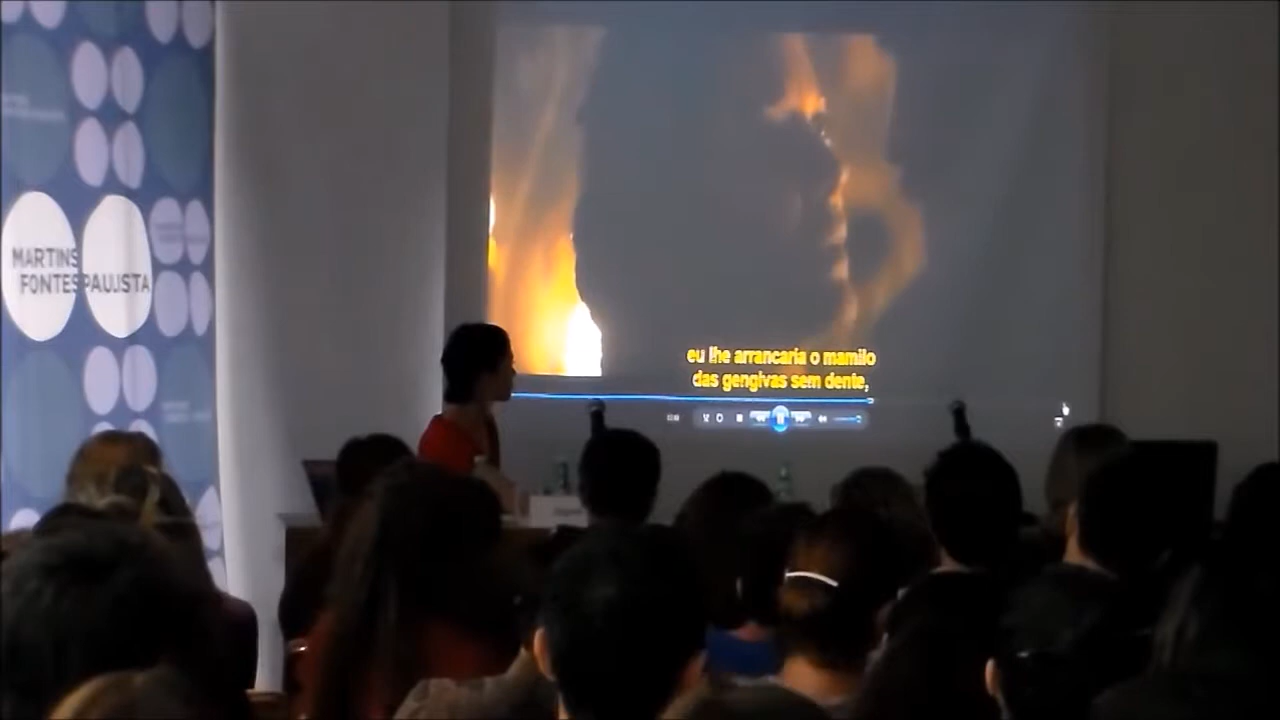 MARTINS
FONTES
PAULISTA
eu lhe arrancaria o mamilo
das gengivas sem dente,